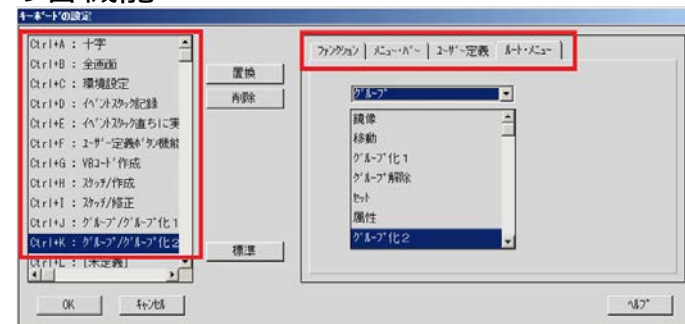 キーボードの設定
Ctrl+A : 十字
Ctrl+B : 全画面
Ctrl+C : 環境設定
Ctrl+D : イベントスタック記録
Ctrl+E : イベントスタック直ちに実
Ctrl+F : ユーザー定義ボタン機能
Ctrl+G : VBコード作成
Ctrl+H : スケッチ/作成
Ctrl+I : スケッチ/修正
Ctrl+J : グループ/グループ化1
Ctrl+K : グループ/グループ化2
Ctrl+L : [未定義]
置換
削除
標準
ファンクション
メニュー・バー
ユーザー定義
ルート・メニュー
グループ
鏡像
移動
グループ化1
グループ解除
セット
属性
グループ化2
OK
キャンセル
ヘルプ